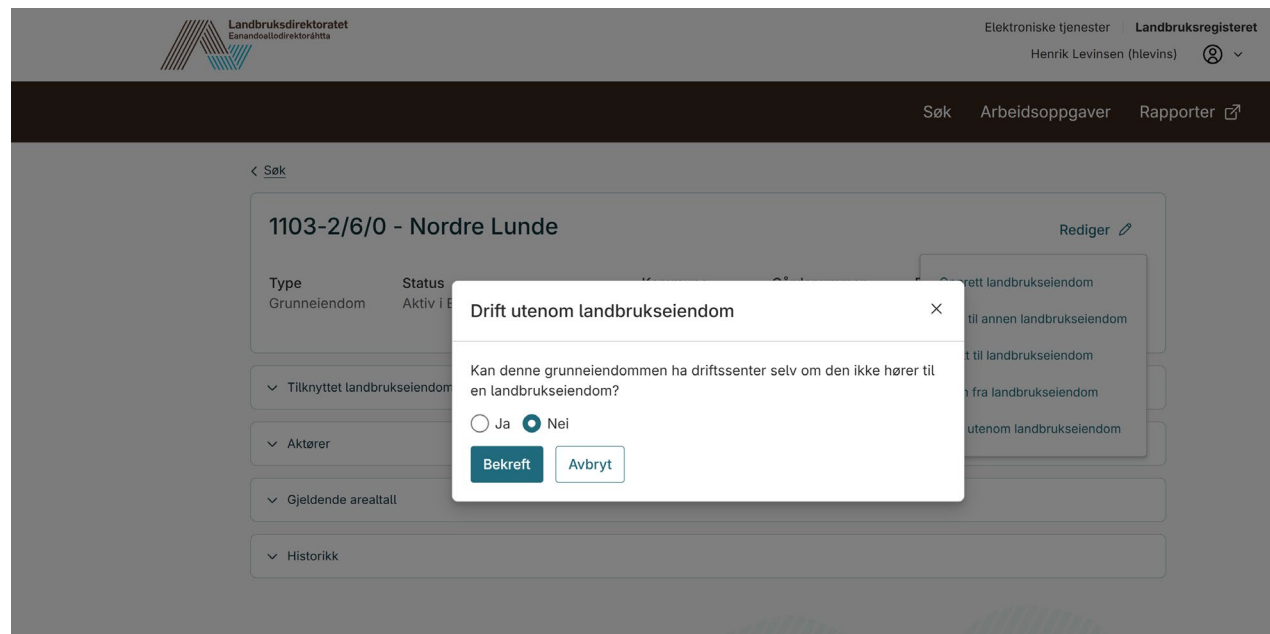 Landbruksdirektoratet
Eanandoallodirektoráhtta
Elektroniske tjenester
Landbruksregisteret
Henrik Levinsen (hlevins)
Søk
Arbeidsoppgaver
Rapporter
Søk
1103-2/6/0 - Nordre Lunde
Rediger
Type
Status
Grunneiendom
Aktiv i
rett landbrukseiendom
til annen landbrukseiendom
til landbrukseiendom
fra landbrukseiendom
utenom landbrukseiendom
Drift utenom landbrukseiendom
Kan denne grunneiendommen ha driftssenter selv om den ikke hører til
en landbrukseiendom?
Ja
Nei
Bekreft
Avbryt
Tilknyttet landbrukseiendom
Aktører
Gjeldende arealtall
Historikk